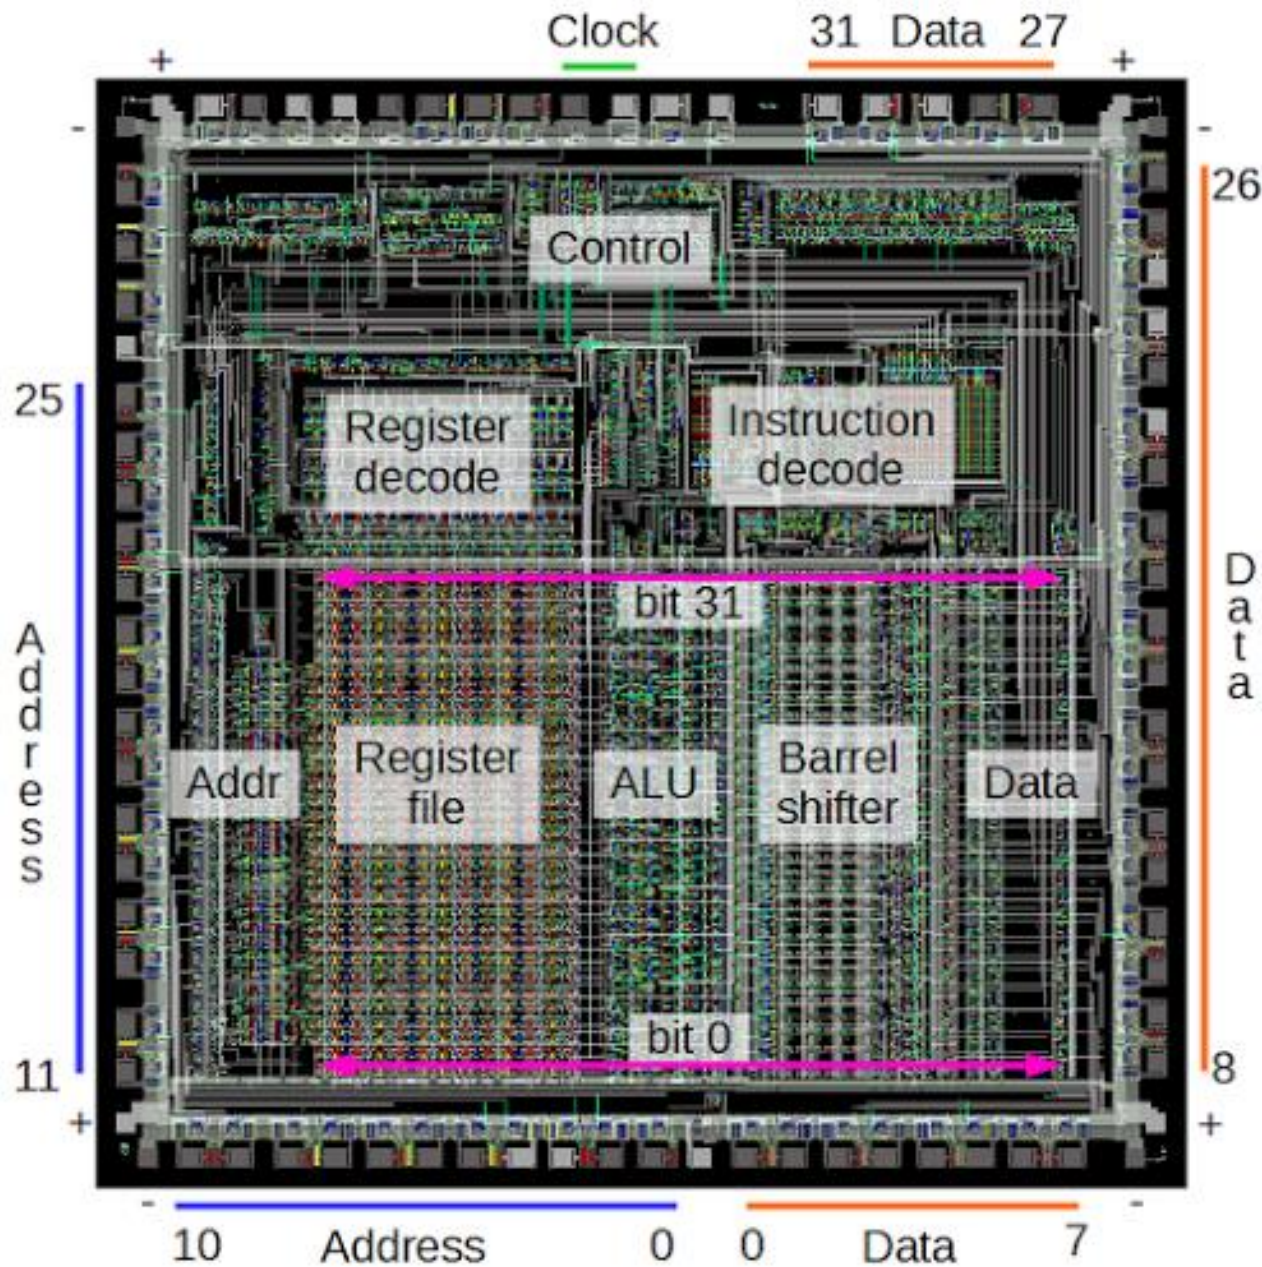 Clock
31 Data 27
+ +
- -
26
Control
25
Register
decode
Instruction
decode
bit 31
Address
Data
Addr
Register
file
ALU
Barrel
shifter
Data
bit 0
11
8
+ +
- -
10 Address 0 0 Data 7